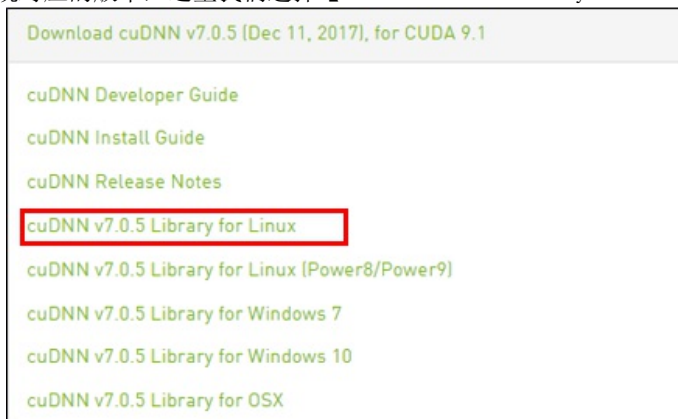 Download cuDNN v7.0.5 (Dec 11, 2017), for CUDA 9.1
cuDNN Developer Guide
cuDNN Install Guide
cuDNN Release Notes
cuDNN v7.0.5 Library for Linux
cuDNN v7.0.5 Library for Linux (Power8/Power9)
cuDNN v7.0.5 Library for Windows 7
cuDNN v7.0.5 Library for Windows 10
cuDNN v7.0.5 Library for OSX